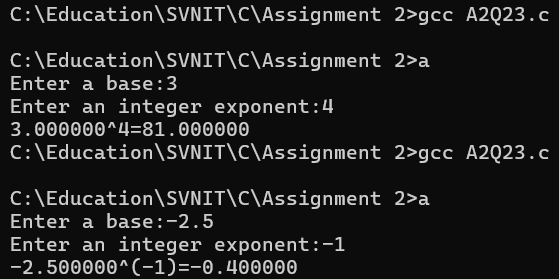 C:\Education\SVNIT\C\Assignment 2>gcc A2Q23.c
C:\Education\SVNIT\C\Assignment 2>a
Enter a base:3
Enter an integer exponent:4
3.000000^4=81.000000
C:\Education\SVNIT\C\Assignment 2>gcc A2Q23.c
C:\Education\SVNIT\C\Assignment 2>a
Enter a base:-2.5
Enter an integer exponent:-1
-2.500000^(-1)=-0.400000